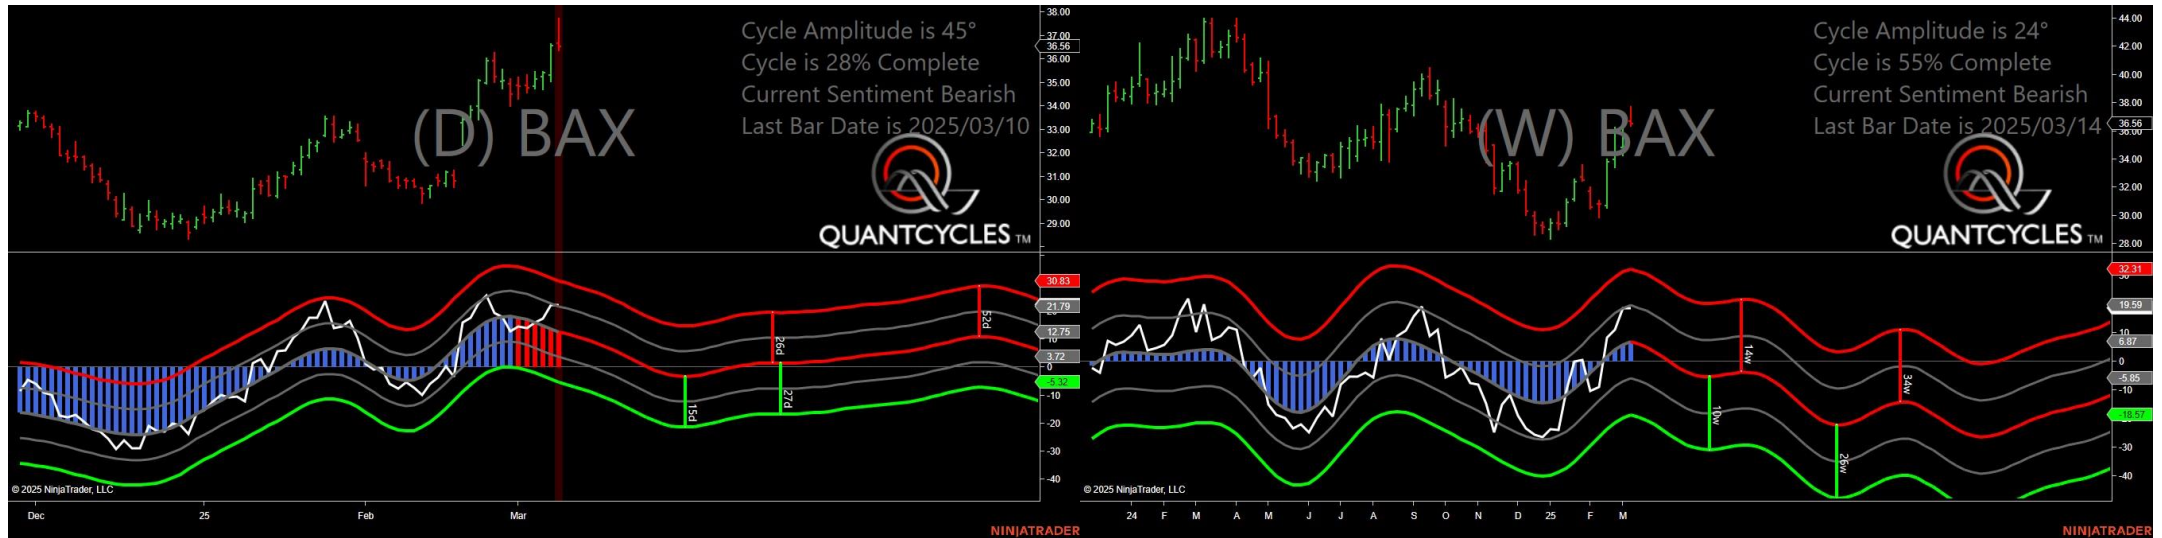 Cycle Amplitude is 45°
Cycle is 28% Complete
Current Sentiment Bearish
Last Bar Date is 2025/03/10
(D) BAX
QUANTCYCLES TM
38.00
37.00
36.56
36.00
35.00
34.00
33.00
32.00
31.00
30.00
29.00
30.83
21.79
12.75
10
3.72
0
-5.32
-10
-20
-30
-40
26d
52d
15d
27d
© 2025 NinjaTrader, LLC
Dec 25 Feb Mar
NINJATRADER
Cycle Amplitude is 24°
Cycle is 55% Complete
Current Sentiment Bearish
Last Bar Date is 2025/03/14
(W) BAX
QUANTCYCLES TM
44.00
42.00
40.00
38.00
36.56
36.00
34.00
32.00
30.00
28.00
32.31
19.59
10
6.87
0
-5.85
-10
-18.57
-30
-40
14w
34w
10w
26w
© 2025 NinjaTrader, LLC
24 F M A M J J A S O N D 25 F M
NINJATRADER